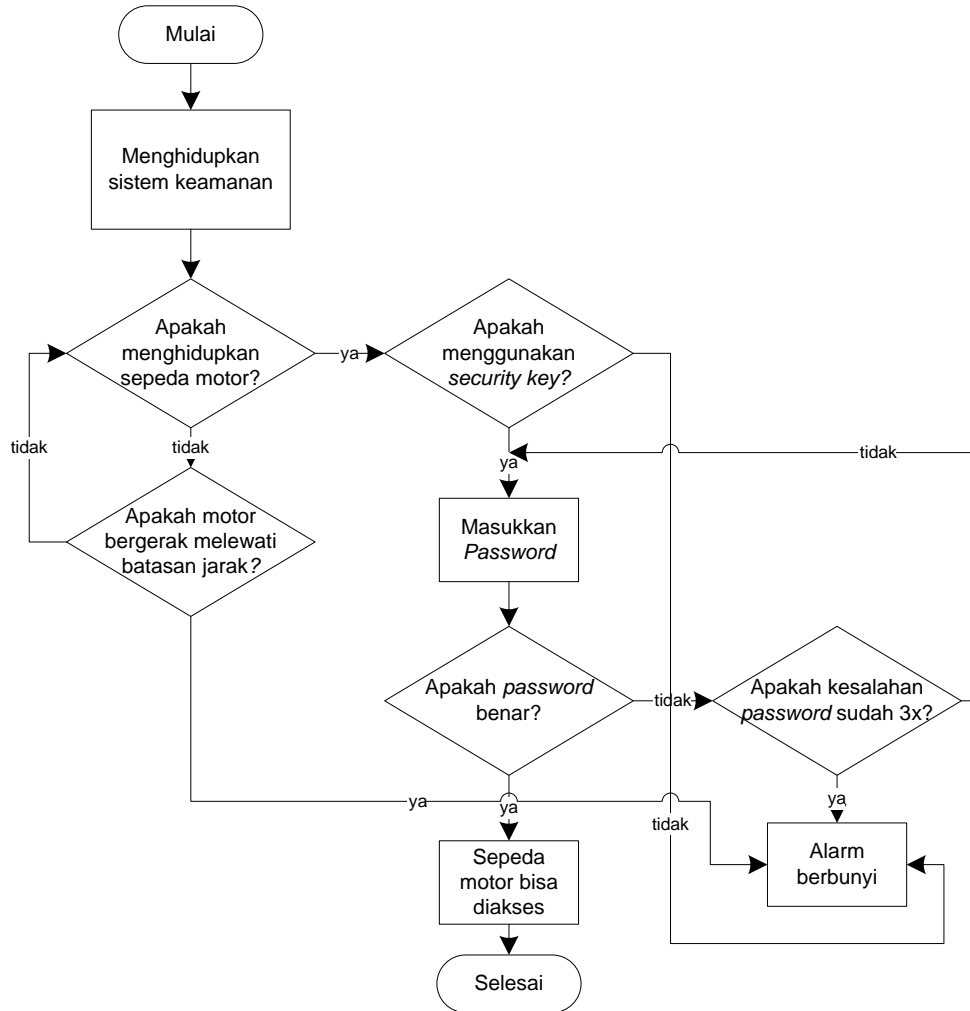 Mulai
Menghidupkan
sistem keamanan
Apakah
menghidupkan
sepeda motor?
ya
Apakah
menggunakan
security key?
tidak
tidak
ya
tidak
Apakah motor
bergerak melewati
batasan jarak?
Masukkan
Password
Apakah password
benar?
tidak
Apakah kesalahan
password sudah 3x?
ya
ya
ya
tidak
Sepeda
motor bisa
diakses
Alarm
berbunyi
Selesai